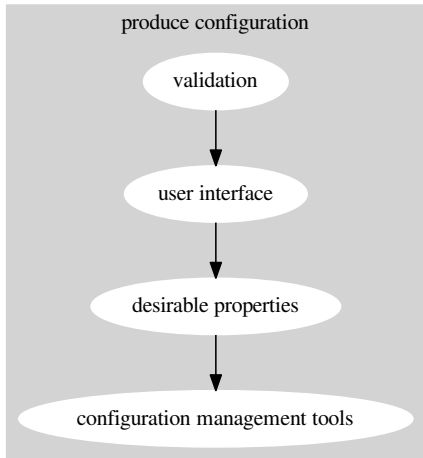 produce configuration
validation
user interface
desirable properties
configuration management tools